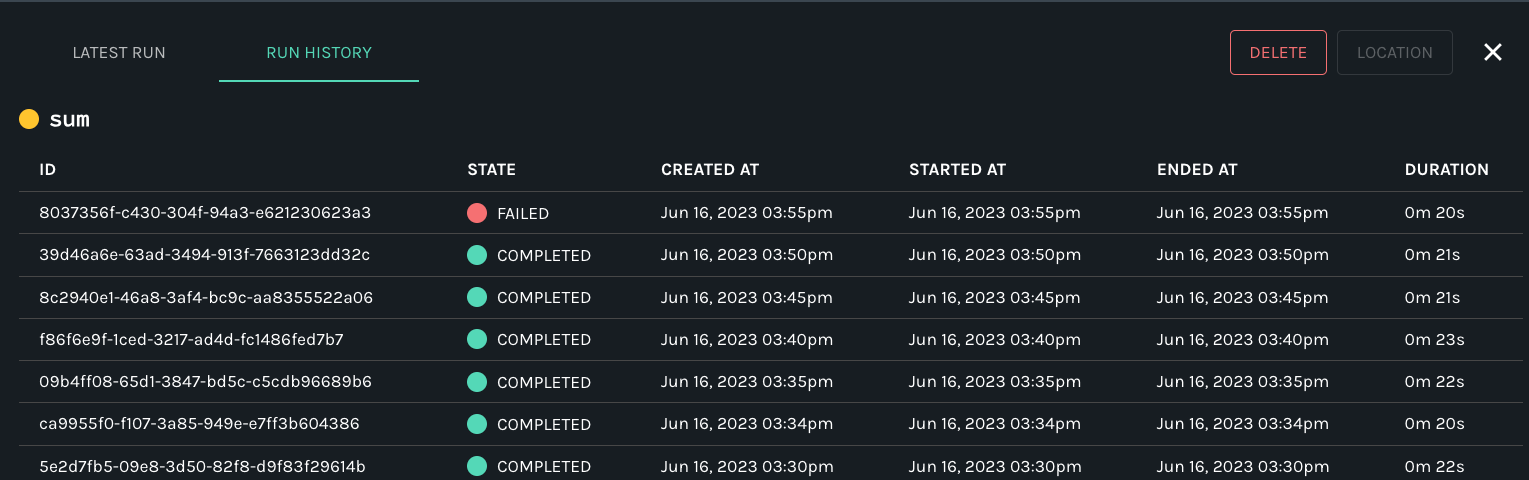 LATEST RUN RUN HISTORY DELETE LOCATION
sum
ID STATE CREATED AT STARTED AT ENDED AT DURATION
8037356f-c430-304f-94a3-e621230623a3 FAILED Jun 16, 2023 03:55pm Jun 16, 2023 03:55pm Jun 16, 2023 03:55pm 0m 20s
39d46a6e-63ad-3494-913f-7663123dd32c COMPLETED Jun 16, 2023 03:50pm Jun 16, 2023 03:50pm Jun 16, 2023 03:50pm 0m 21s
8c2940e1-46a8-3af4-bc9c-aa8355522a06 COMPLETED Jun 16, 2023 03:45pm Jun 16, 2023 03:45pm Jun 16, 2023 03:45pm 0m 21s
f86f6e9f-1ced-3217-ad4d-fc1486fed7b7 COMPLETED Jun 16, 2023 03:40pm Jun 16, 2023 03:40pm Jun 16, 2023 03:40pm 0m 23s
09b4ff08-65d1-3847-bd5c-c5cdb96689b6 COMPLETED Jun 16, 2023 03:35pm Jun 16, 2023 03:35pm Jun 16, 2023 03:35pm 0m 22s
ca9955f0-f107-3a85-949e-e7ff3b604386 COMPLETED Jun 16, 2023 03:34pm Jun 16, 2023 03:34pm Jun 16, 2023 03:34pm 0m 20s
5e2d7fb5-09e8-3d50-82f8-d9f83f29614b COMPLETED Jun 16, 2023 03:30pm Jun 16, 2023 03:30pm Jun 16, 2023 03:30pm 0m 22s